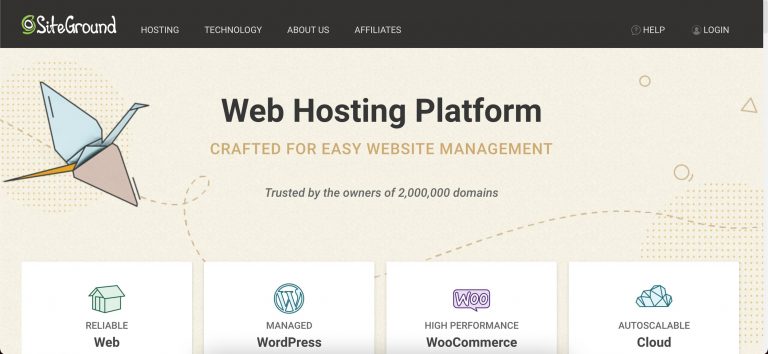 SiteGround HOSTING TECHNOLOGY ABOUT US AFFILIATES HELP LOGIN
Web Hosting Platform
CRAFTED FOR EASY WEBSITE MANAGEMENT
Trusted by the owners of 2,000,000 domains
RELIABLE
Web
MANAGED
WordPress
WOO
HIGH PERFORMANCE
WooCommerce
AUTOSCALABLE
Cloud